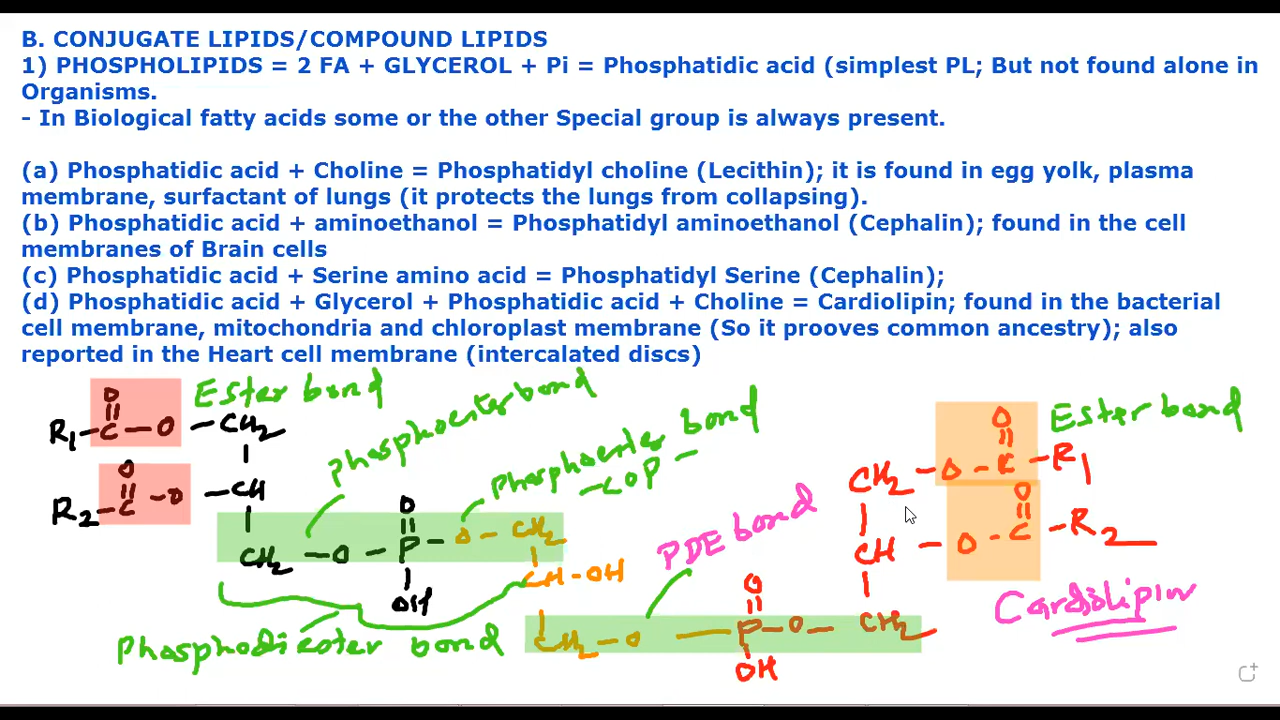 B. CONJUGATE LIPIDS/COMPOUND LIPIDS
1) PHOSPHOLIPIDS = 2 FA + GLYCEROL + Pi = Phosphatidic acid (simplest PL; But not found alone in
Organisms.
- In Biological fatty acids some or the other Special group is always present.
(a) Phosphatidic acid + Choline = Phosphatidyl choline (Lecithin); it is found in egg yolk, plasma
membrane, surfactant of lungs (it protects the lungs from collapsing).
(b) Phosphatidic acid + aminoethanol = Phosphatidyl aminoethanol (Cephalin); found in the cell
membranes of Brain cells
(c) Phosphatidic acid + Serine amino acid = Phosphatidyl Serine (Cephalin);
(d) Phosphatidic acid + Glycerol + Phosphatidic acid + Choline = Cardiolipin; found in the bacterial
cell membrane, mitochondria and chloroplast membrane (So it prooves common ancestry); also
reported in the Heart cell membrane (intercalated discs)
O Ester bond phosphoesterbond
R1 - C - O - CH2
Phosphoester bond
- COP -
O Ester bond
CH2 - O - C - R1
O
R2 - C - O - CH
O
CH - O - C - R2
O
CH2 - O - P - O - CH2
PDE bond
OH
CH - OH
O
Cardiolipin
Phosphodiester bond
CH2 - O - P - O - CH2
OH